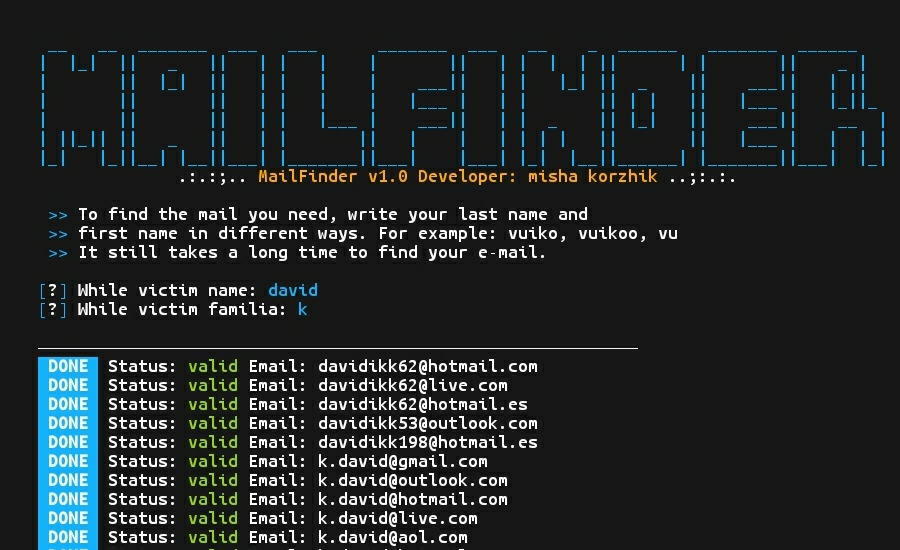 MAILFINDER
.:.:;.. MailFinder v1.0 Developer: misha korzhik ..;:.:.
>> To find the mail you need, write your last name and
>> first name in different ways. For example: vuiko, vuikoo, vu
>> It still takes a long time to find your e-mail.
[?] While victim name: david
[?] While victim familia: k
DONE Status: valid Email: davidikk62@hotmail.com
DONE Status: valid Email: davidikk62@live.com
DONE Status: valid Email: davidikk62@hotmail.es
DONE Status: valid Email: davidikk53@outlook.com
DONE Status: valid Email: davidikk198@hotmail.es
DONE Status: valid Email: k.david@gmail.com
DONE Status: valid Email: k.david@outlook.com
DONE Status: valid Email: k.david@hotmail.com
DONE Status: valid Email: k.david@live.com
DONE Status: valid Email: k.david@aol.com